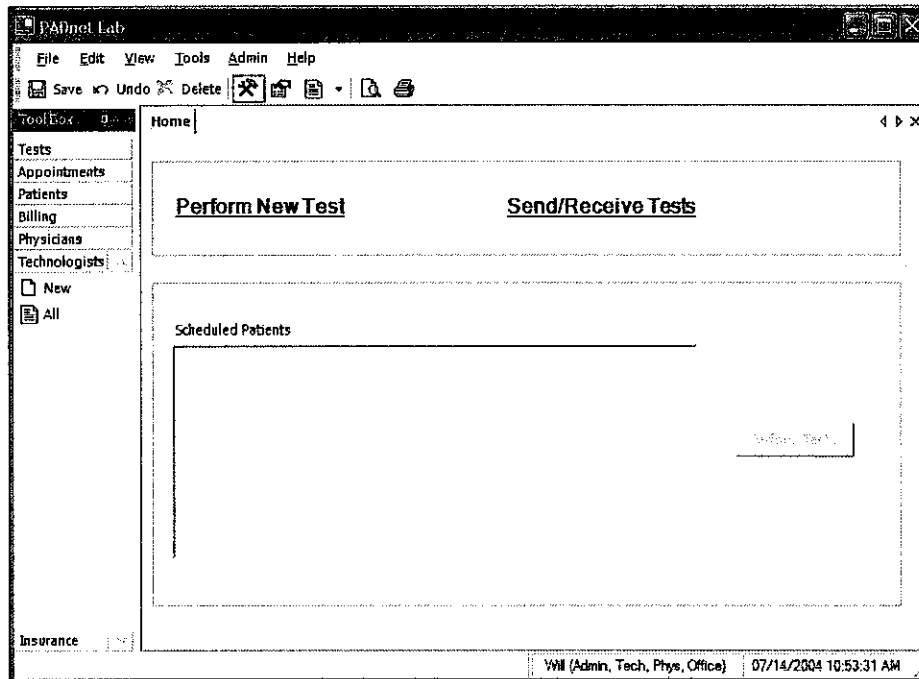 PADnet Lab
File Edit View Tools Admin Help
Save Undo Delete
ToolBox
Home
Tests
Appointments
Patients
Billing
Physicians
Technologists
New
All
Perform New Test Send/Receive Tests
Scheduled Patients
Insurance
Will (Admin, Tech, Phys, Office) 07/14/2004 10:53:31 AM